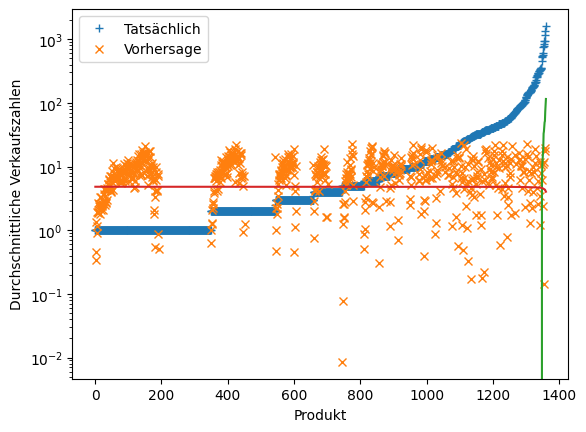 Tatsächlich
Vorhersage
Durchschnittliche Verkaufszahlen
10³
10²
10¹
10⁰
10⁻¹
10⁻²
0 200 400 600 800 1000 1200 1400
Produkt